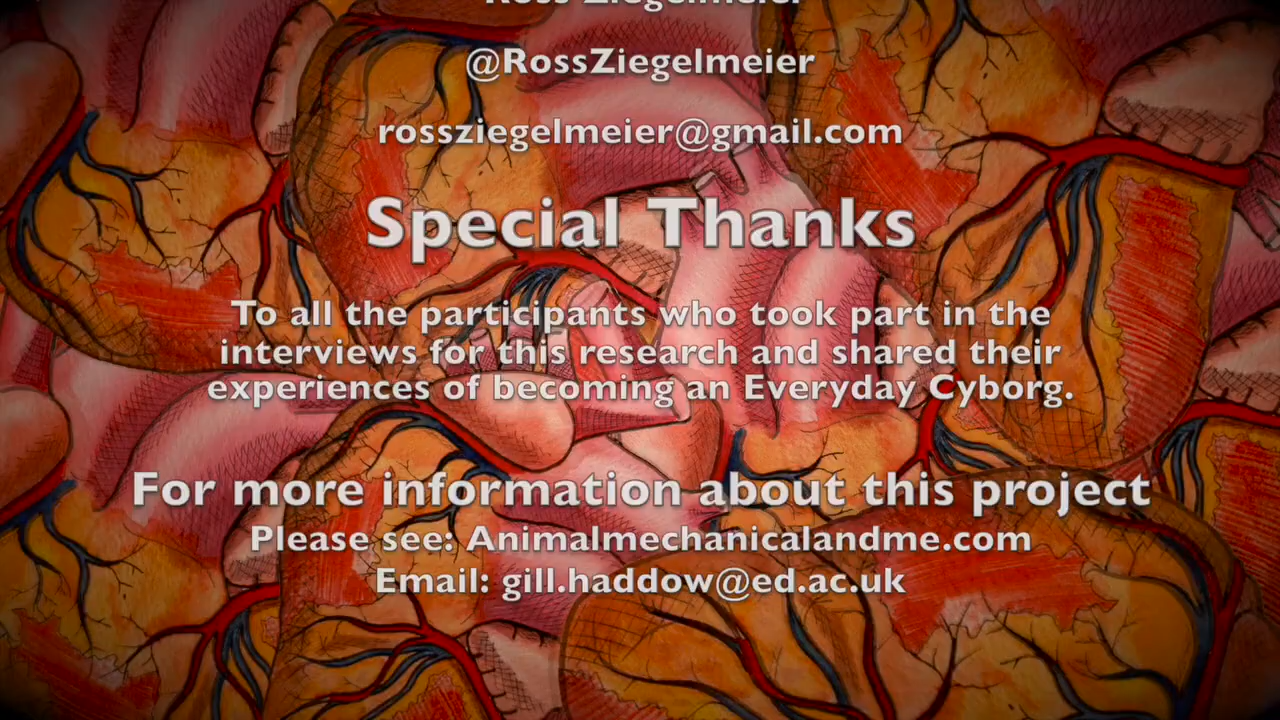 Ross Ziegelmeier
@RossZiegelmeier
rossziegelmeier@gmail.com
Special Thanks
To all the participants who took part in the
interviews for this research and shared their
experiences of becoming an Everyday Cyborg.
For more information about this project
Please see: Animalmechanicalandme.com
Email: gill.haddow@ed.ac.uk